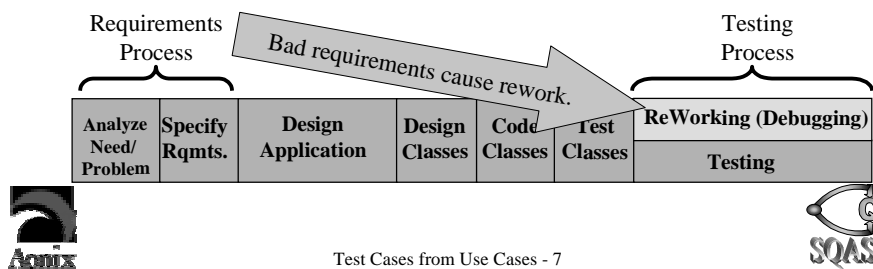 Requirements
Process
Bad requirements cause rework.
Testing
Process
Analyze
Need/
Problem
Specify
Rqmts.
Design
Application
Design
Classes
Code
Classes
Test
Classes
ReWorking (Debugging)
Testing
Aonix
Test Cases from Use Cases - 7
SQAS